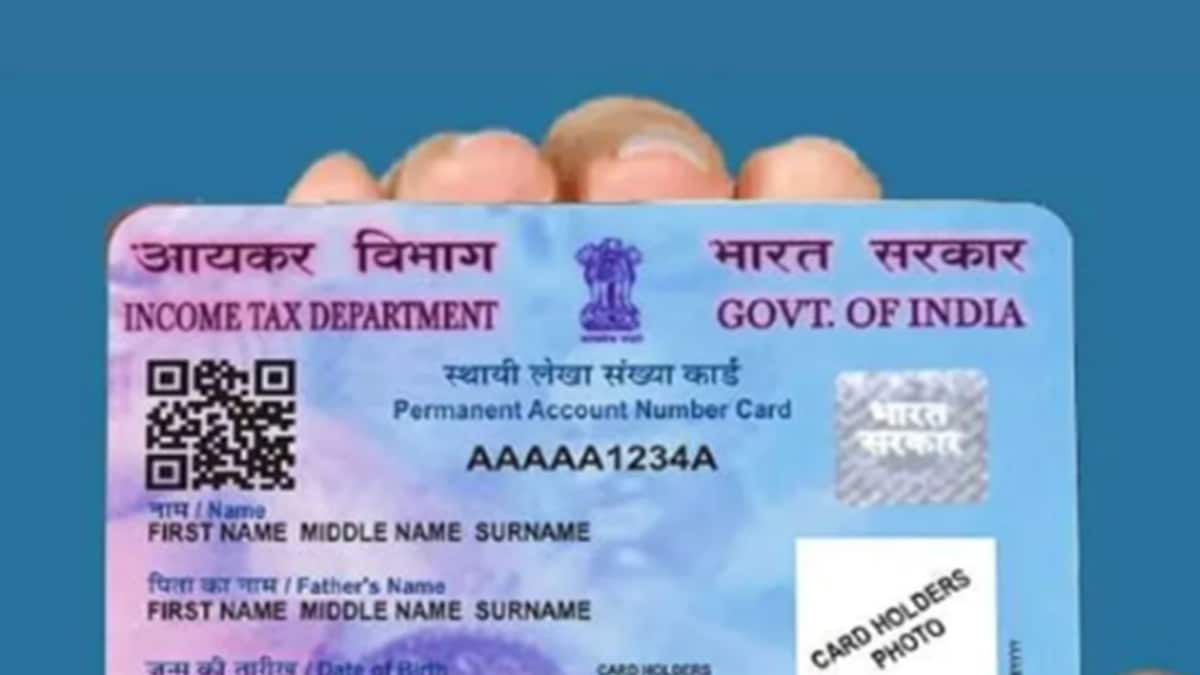 आयकर विभाग
INCOME TAX DEPARTMENT
भारत सरकार
GOVT. OF INDIA
स्थायी लेखा संख्या कार्ड
Permanent Account Number Card
AAAAA1234A
भारत
सरकार
नाम / Name
FIRST NAME MIDDLE NAME SURNAME
पिता का नाम / Father's Name
FIRST NAME MIDDLE NAME SURNAME
CARD HOLDERS
PHOTO
जन्म की तारीख / Date of Birth
CARD HOLDERS